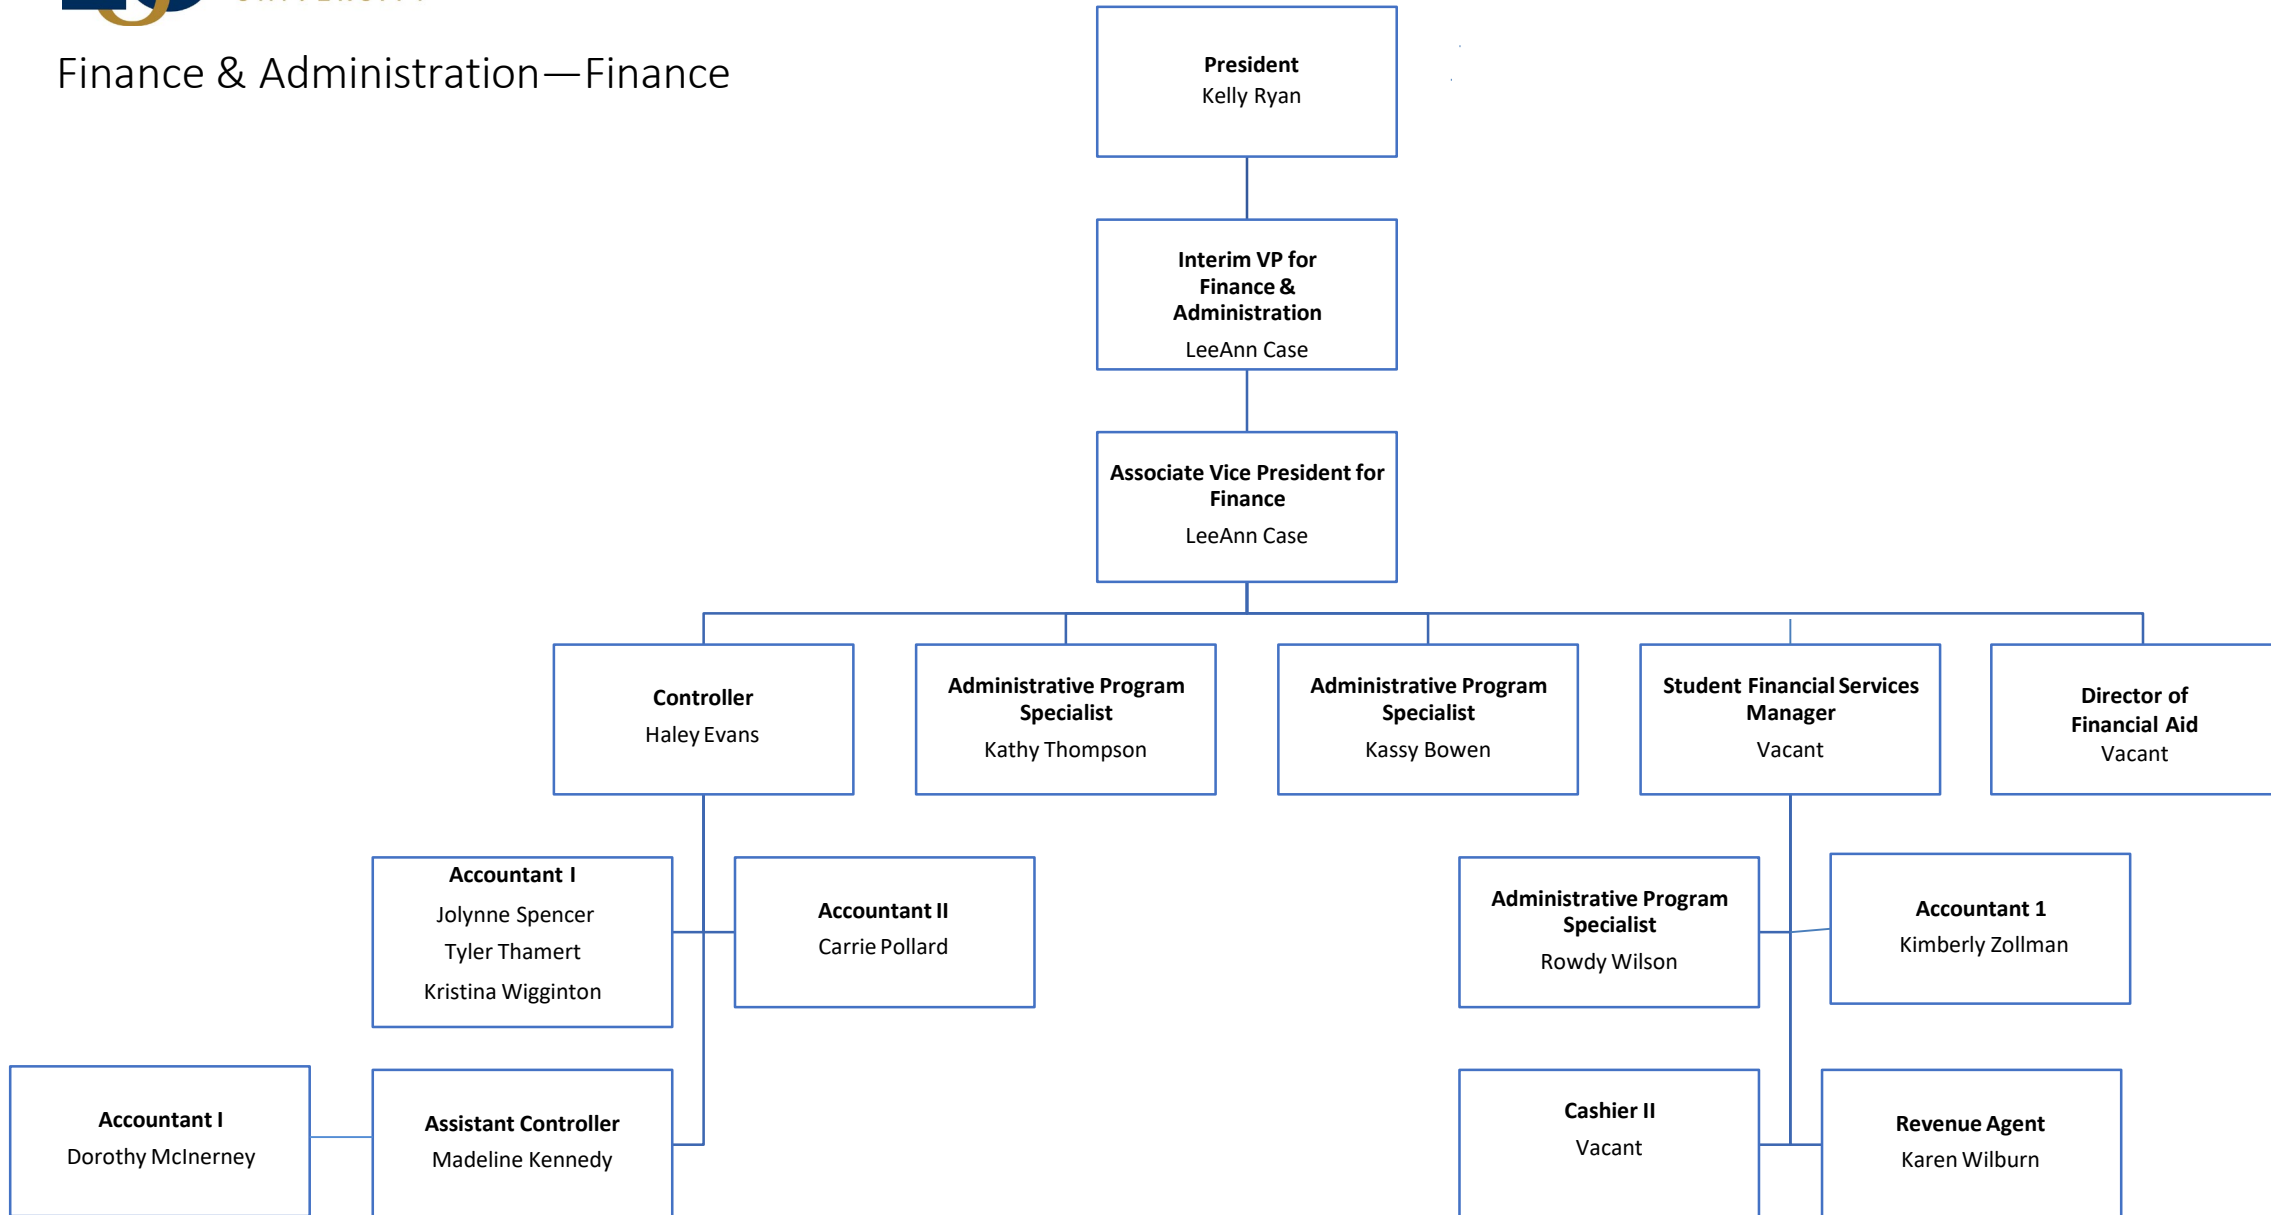 Finance & Administration—Finance
President
Kelly Ryan
Interim VP for
Finance &
Administration
LeeAnn Case
Associate Vice President for
Finance
LeeAnn Case
Controller
Haley Evans
Administrative Program
Specialist
Kathy Thompson
Administrative Program
Specialist
Kassy Bowen
Student Financial Services
Manager
Vacant
Director of
Financial Aid
Vacant
Accountant I
Jolynne Spencer
Tyler Thamert
Kristina Wigginton
Accountant II
Carrie Pollard
Administrative Program
Specialist
Rowdy Wilson
Accountant 1
Kimberly Zollman
Accountant I
Dorothy McInerney
Assistant Controller
Madeline Kennedy
Cashier II
Vacant
Revenue Agent
Karen Wilburn